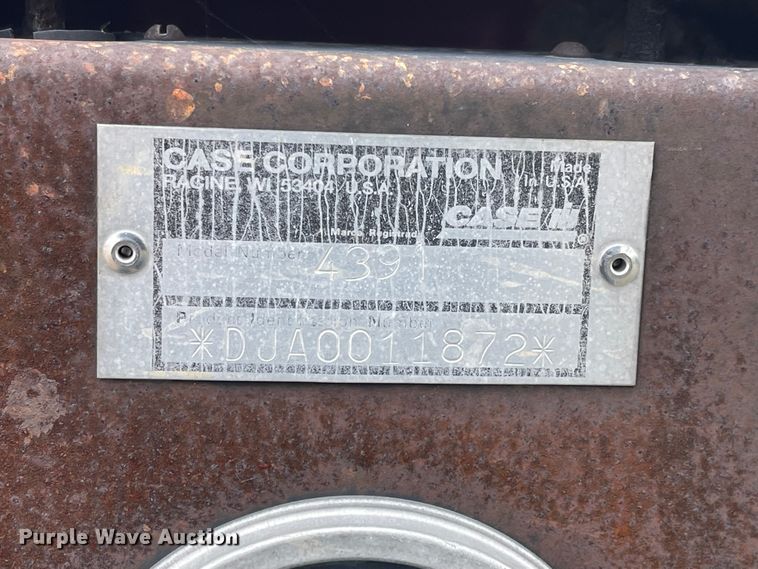 CASE CORPORATION
RACINE, WI 53404 U.S.A.
Made in U.S.A.
Marca Registrada
CASE IH
®
Model Number
4391
Product Identification Number
*DJA0011872*
Purple Wave Auction